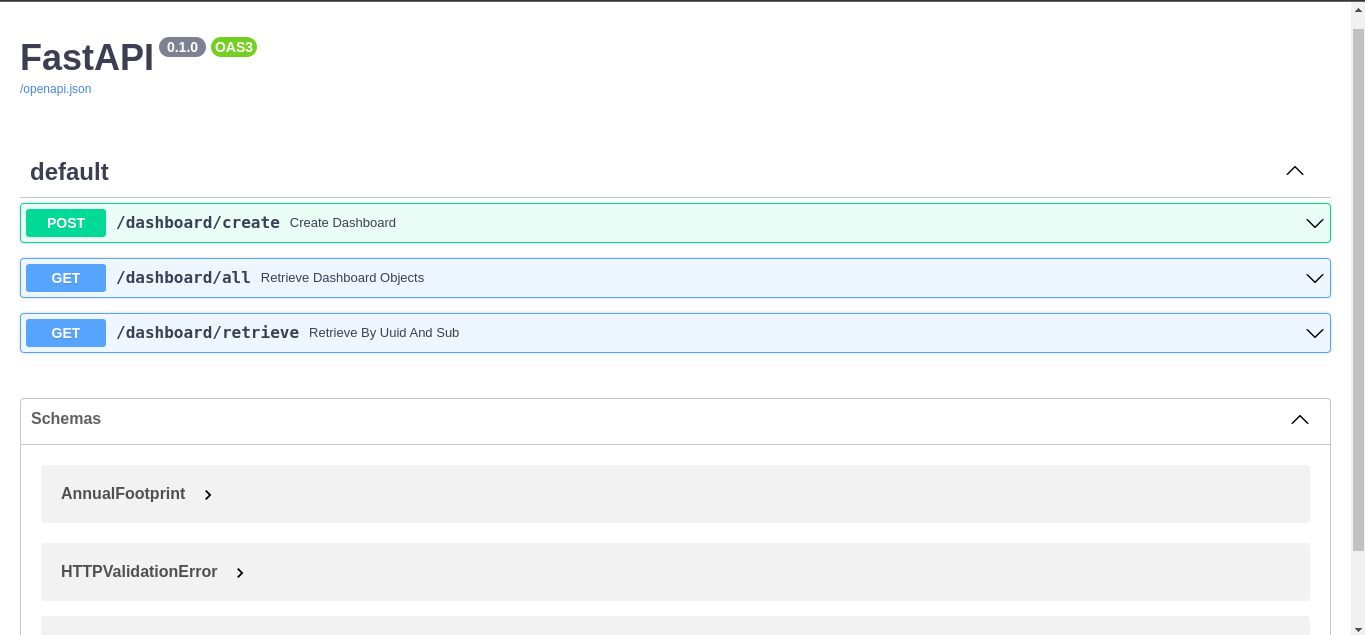 FastAPI 0.1.0 OAS3
/openapi.json
default
POST /dashboard/create Create Dashboard
GET /dashboard/all Retrieve Dashboard Objects
GET /dashboard/retrieve Retrieve By Uuid And Sub
Schemas
AnnualFootprint
HTTPValidationError